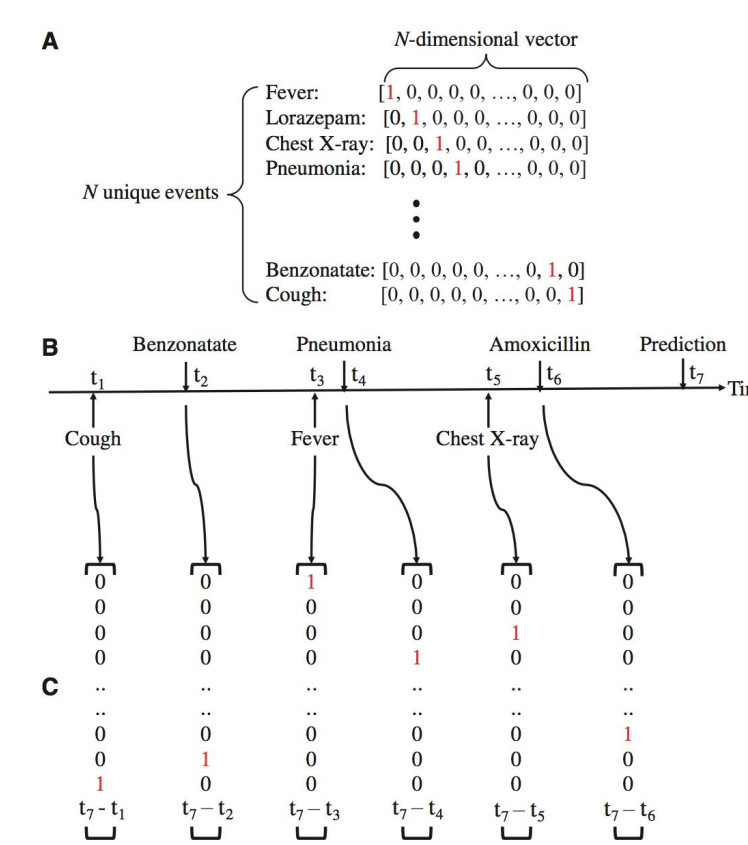 A
N-dimensional vector
Fever: [1, 0, 0, 0, 0, ..., 0, 0, 0]
Lorazepam: [0, 1, 0, 0, 0, ..., 0, 0, 0]
Chest X-ray: [0, 0, 1, 0, 0, ..., 0, 0, 0]
Pneumonia: [0, 0, 0, 1, 0, ..., 0, 0, 0]
N unique events
Benzonatate: [0, 0, 0, 0, 0, ..., 0, 1, 0]
Cough: [0, 0, 0, 0, 0, ..., 0, 0, 1]
B
Benzonatate Pneumonia Amoxicillin Prediction
t1 t2 t3 t4 t5 t6 t7
Tir
Cough Fever Chest X-ray
0 0 1 0 0 0
0 0 0 0 0 0
0 0 0 0 1 0
0 0 0 1 0 0
C
.. .. .. .. .. ..
.. .. .. .. .. ..
0 0 0 0 0 1
0 1 0 0 0 0
1 0 0 0 0 0
t7 - t1 t7 – t2 t7 – t3 t7 – t4 t7 – t5 t7 – t6